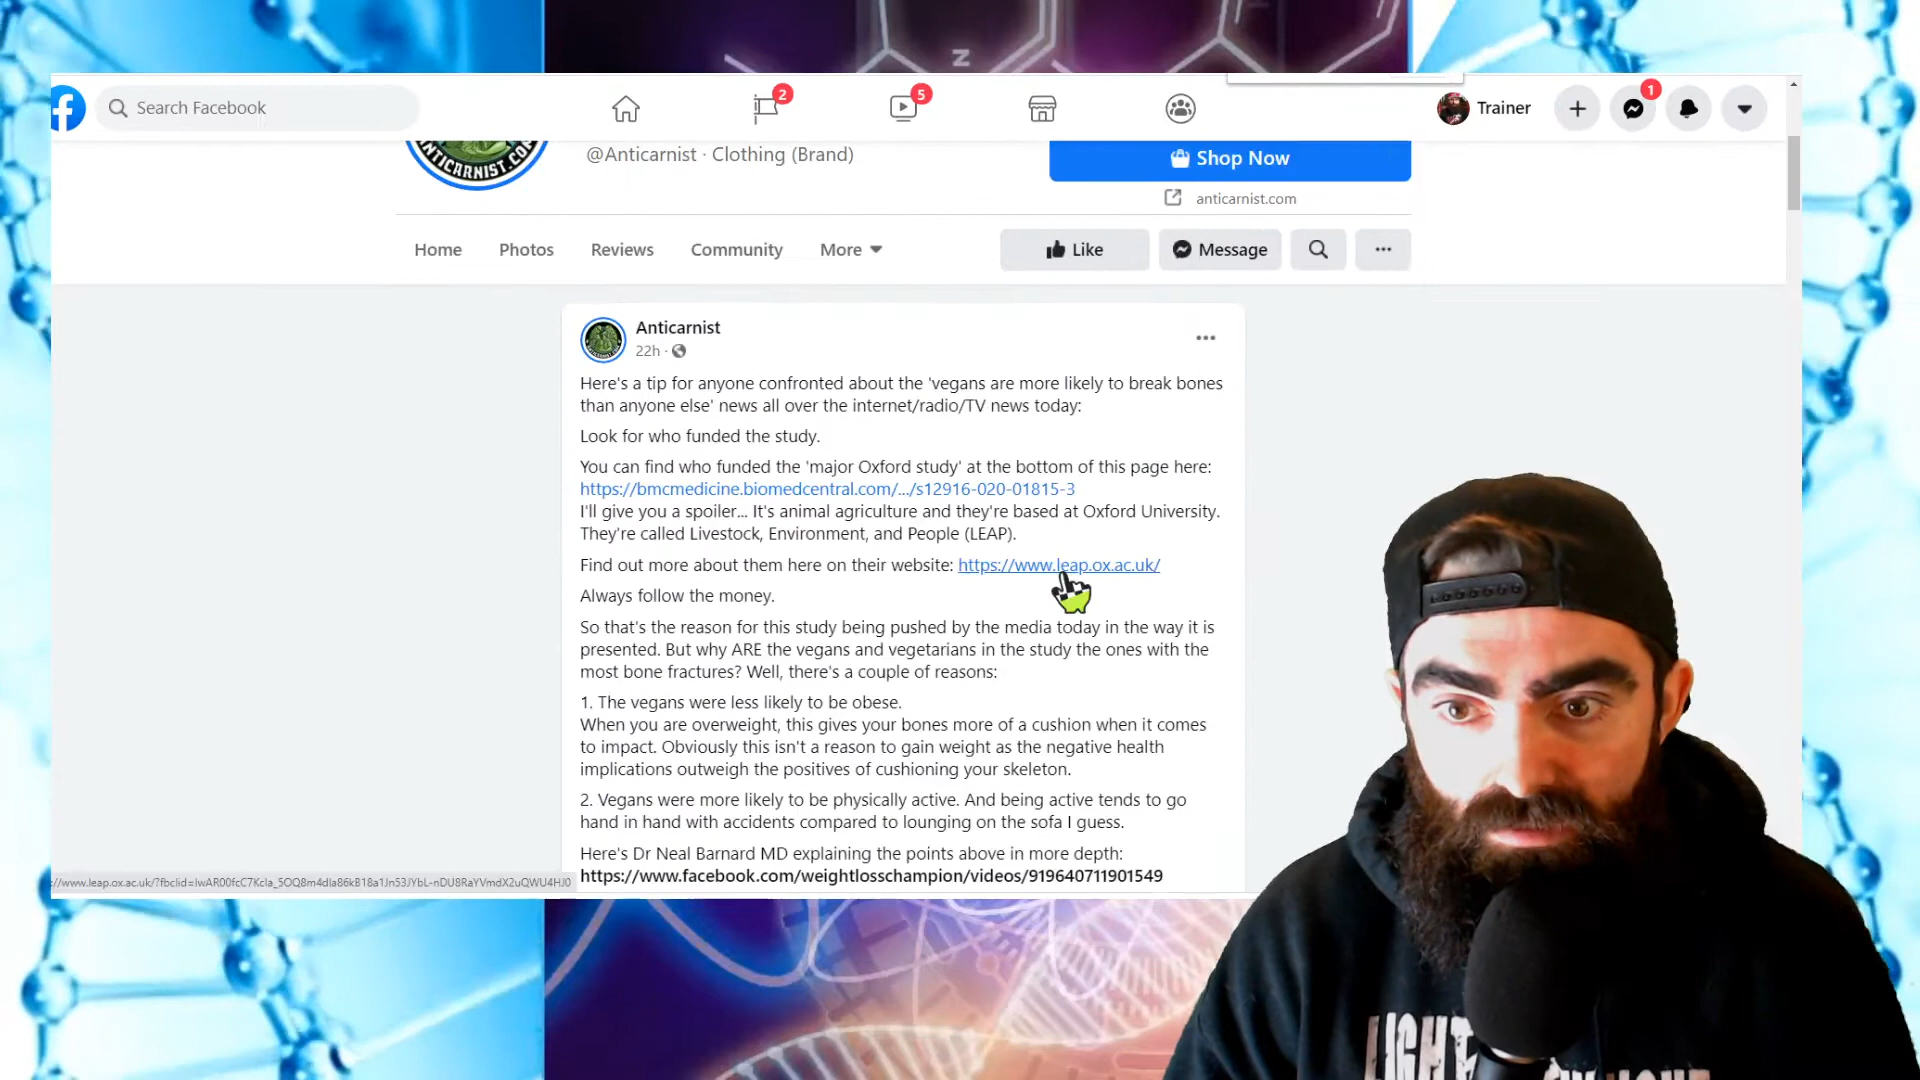 Z
Search Facebook
2
5
Trainer
1
ANTICARNIST.COM
@Anticarnist · Clothing (Brand)
Shop Now
anticarnist.com
Home
Photos
Reviews
Community
More
Like
Message
Anticarnist
22h ·
Here's a tip for anyone confronted about the 'vegans are more likely to break bones
than anyone else' news all over the internet/radio/TV news today:
Look for who funded the study.
You can find who funded the 'major Oxford study' at the bottom of this page here:
https://bmcmedicine.biomedcentral.com/.../s12916-020-01815-3
I'll give you a spoiler... It's animal agriculture and they're based at Oxford University.
They're called Livestock, Environment, and People (LEAP).
Find out more about them here on their website: https://www.leap.ox.ac.uk/
Always follow the money.
So that's the reason for this study being pushed by the media today in the way it is
presented. But why ARE the vegans and vegetarians in the study the ones with the
most bone fractures? Well, there's a couple of reasons:
1. The vegans were less likely to be obese.
When you are overweight, this gives your bones more of a cushion when it comes
to impact. Obviously this isn't a reason to gain weight as the negative health
implications outweigh the positives of cushioning your skeleton.
2. Vegans were more likely to be physically active. And being active tends to go
hand in hand with accidents compared to lounging on the sofa I guess.
Here's Dr Neal Barnard MD explaining the points above in more depth:
https://www.facebook.com/weightlosschampion/videos/919640711901549